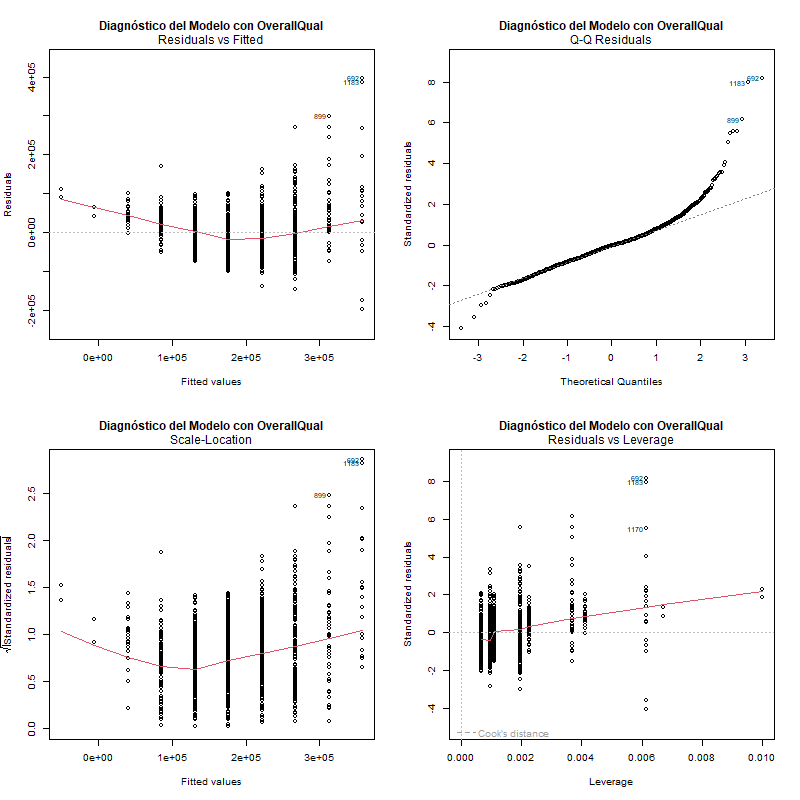 Diagnóstico del Modelo con OverallQual
Residuals vs Fitted
Residuals
-2e+05
0e+00
2e+05
4e+05
692
1183
899
0e+00
1e+05
2e+05
3e+05
Fitted values
Diagnóstico del Modelo con OverallQual
Q-Q Residuals
Standardized residuals
-4
-2
0
2
4
6
8
692
1183
899
-3
-2
-1
0
1
2
3
Theoretical Quantiles
Diagnóstico del Modelo con OverallQual
Scale-Location
√|Standardized residuals|
0.0
0.5
1.0
1.5
2.0
2.5
692
1183
899
0e+00
1e+05
2e+05
3e+05
Fitted values
Diagnóstico del Modelo con OverallQual
Residuals vs Leverage
Standardized residuals
-4
-2
0
2
4
6
8
692
1183
1170
Cook's distance
0.000
0.002
0.004
0.006
0.008
0.010
Leverage